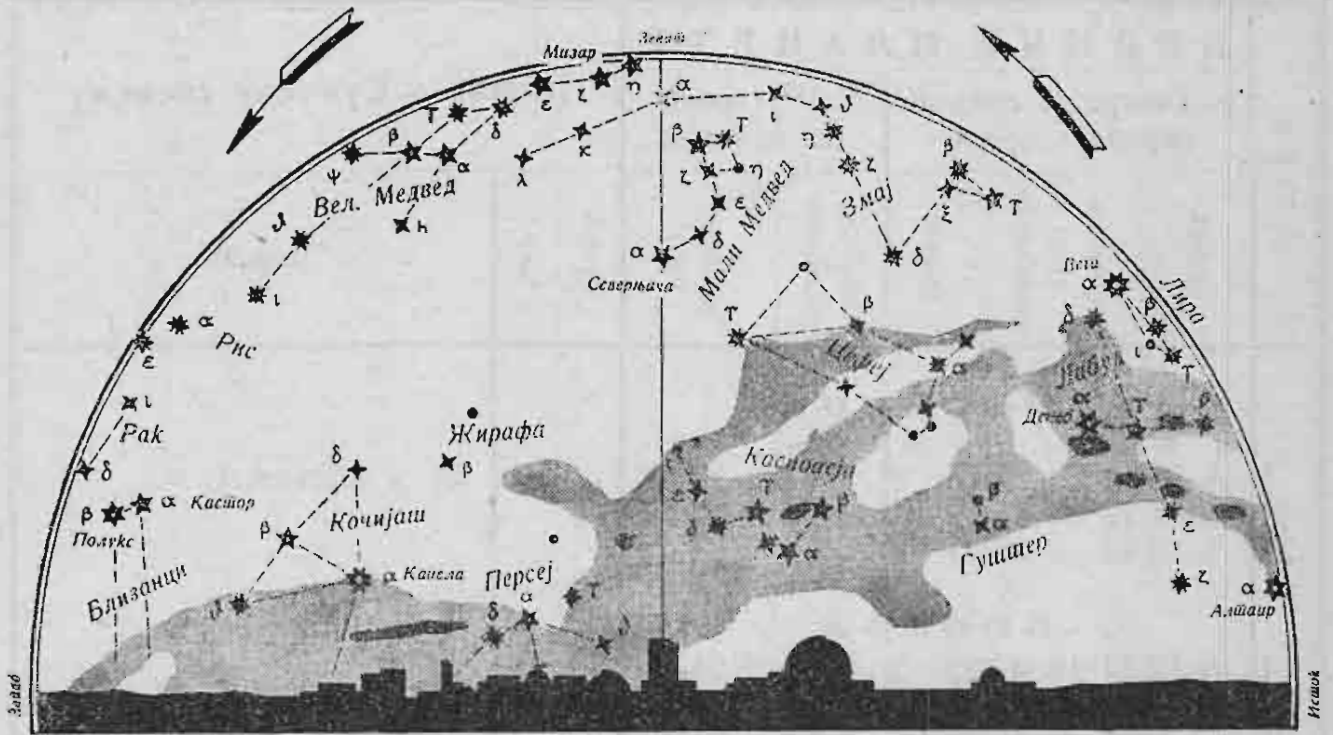 Зенит
Мизар
α
ι
η
ζ
ε
γ
δ
β
ψ
α
κ
λ
β
γ
ζ
η
ε
δ
α
Северњача
Мали Медвед
η
ζ
Змај
β
ξ
γ
δ
Вел. Медвед
h
ι
α
Рис
ε
ι
Рак
δ
β
α
Кастор
Полукс
Близанци
β
Жирафа
δ
β
Кочијаш
α
Капела
Персеј
α
γ
δ
γ
β
Цефеј
α
Вега
α
β
Лира
γ
ι
δ
Лабуд
α
Денеб
γ
β
ε
ζ
α
Алтаир
Касиопеја
ε
δ
γ
β
α
β
α
Гуштер
Запад
Исток